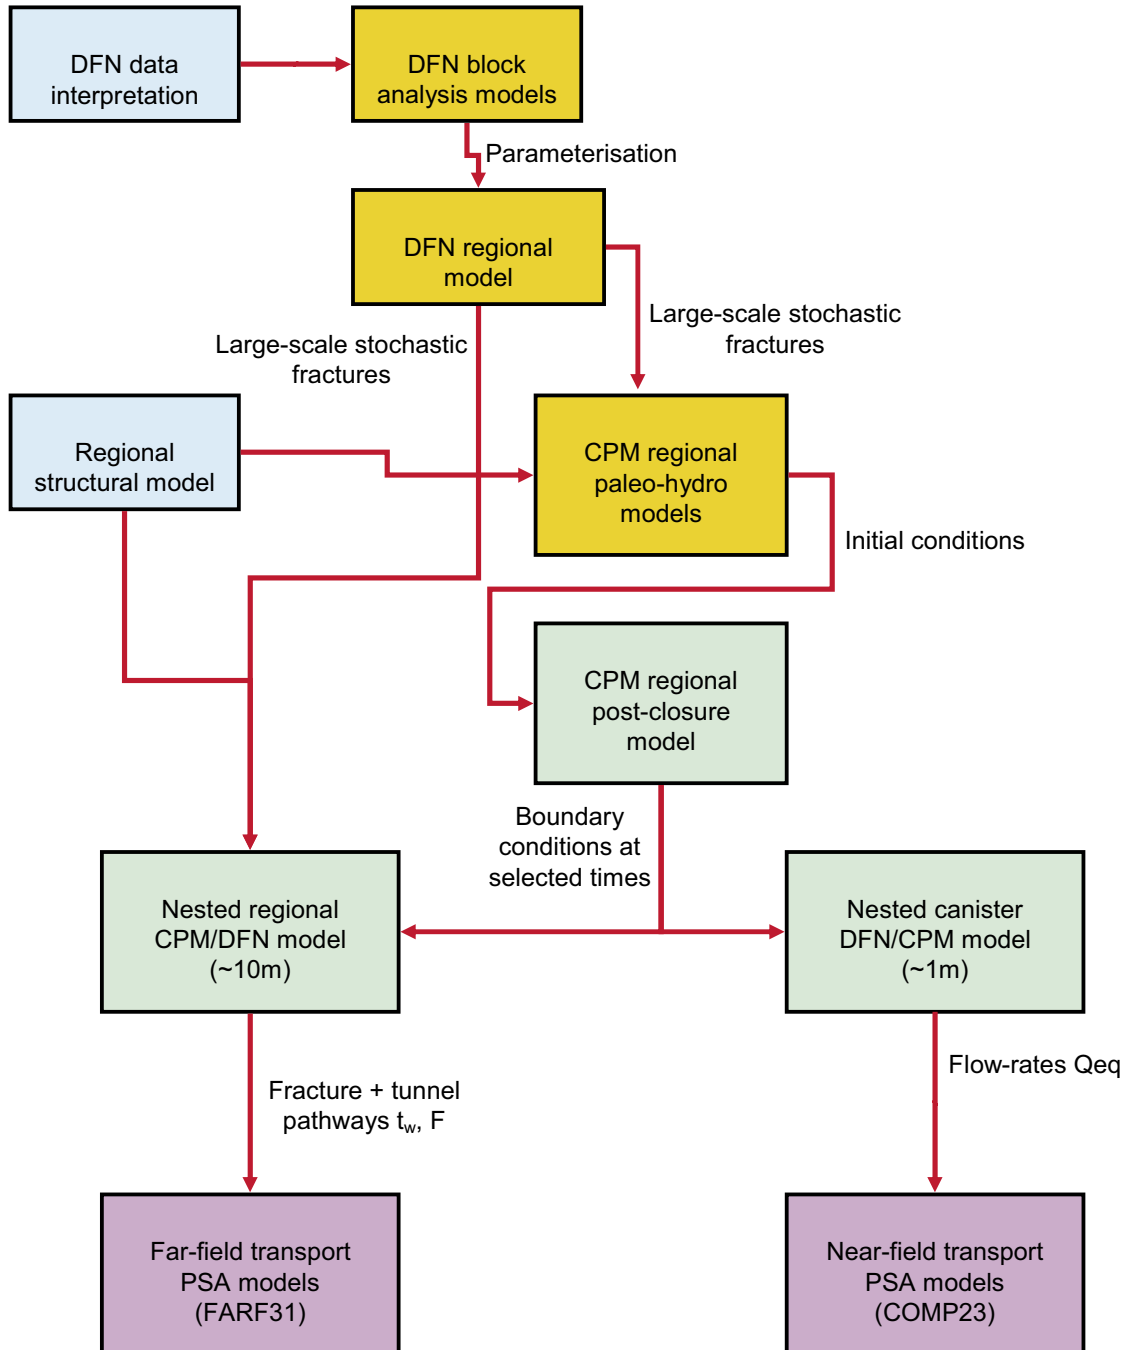 DFN data
interpretation
DFN block
analysis models
Parameterisation
DFN regional
model
Large-scale stochastic
fractures
Large-scale stochastic
fractures
Regional
structural model
CPM regional
paleo-hydro
models
Initial conditions
CPM regional
post-closure
model
Boundary
conditions at
selected times
Nested regional
CPM/DFN model
(~10m)
Nested canister
DFN/CPM model
(~1m)
Fracture + tunnel
pathways tw, F
Flow-rates Qeq
Far-field transport
PSA models
(FARF31)
Near-field transport
PSA models
(COMP23)